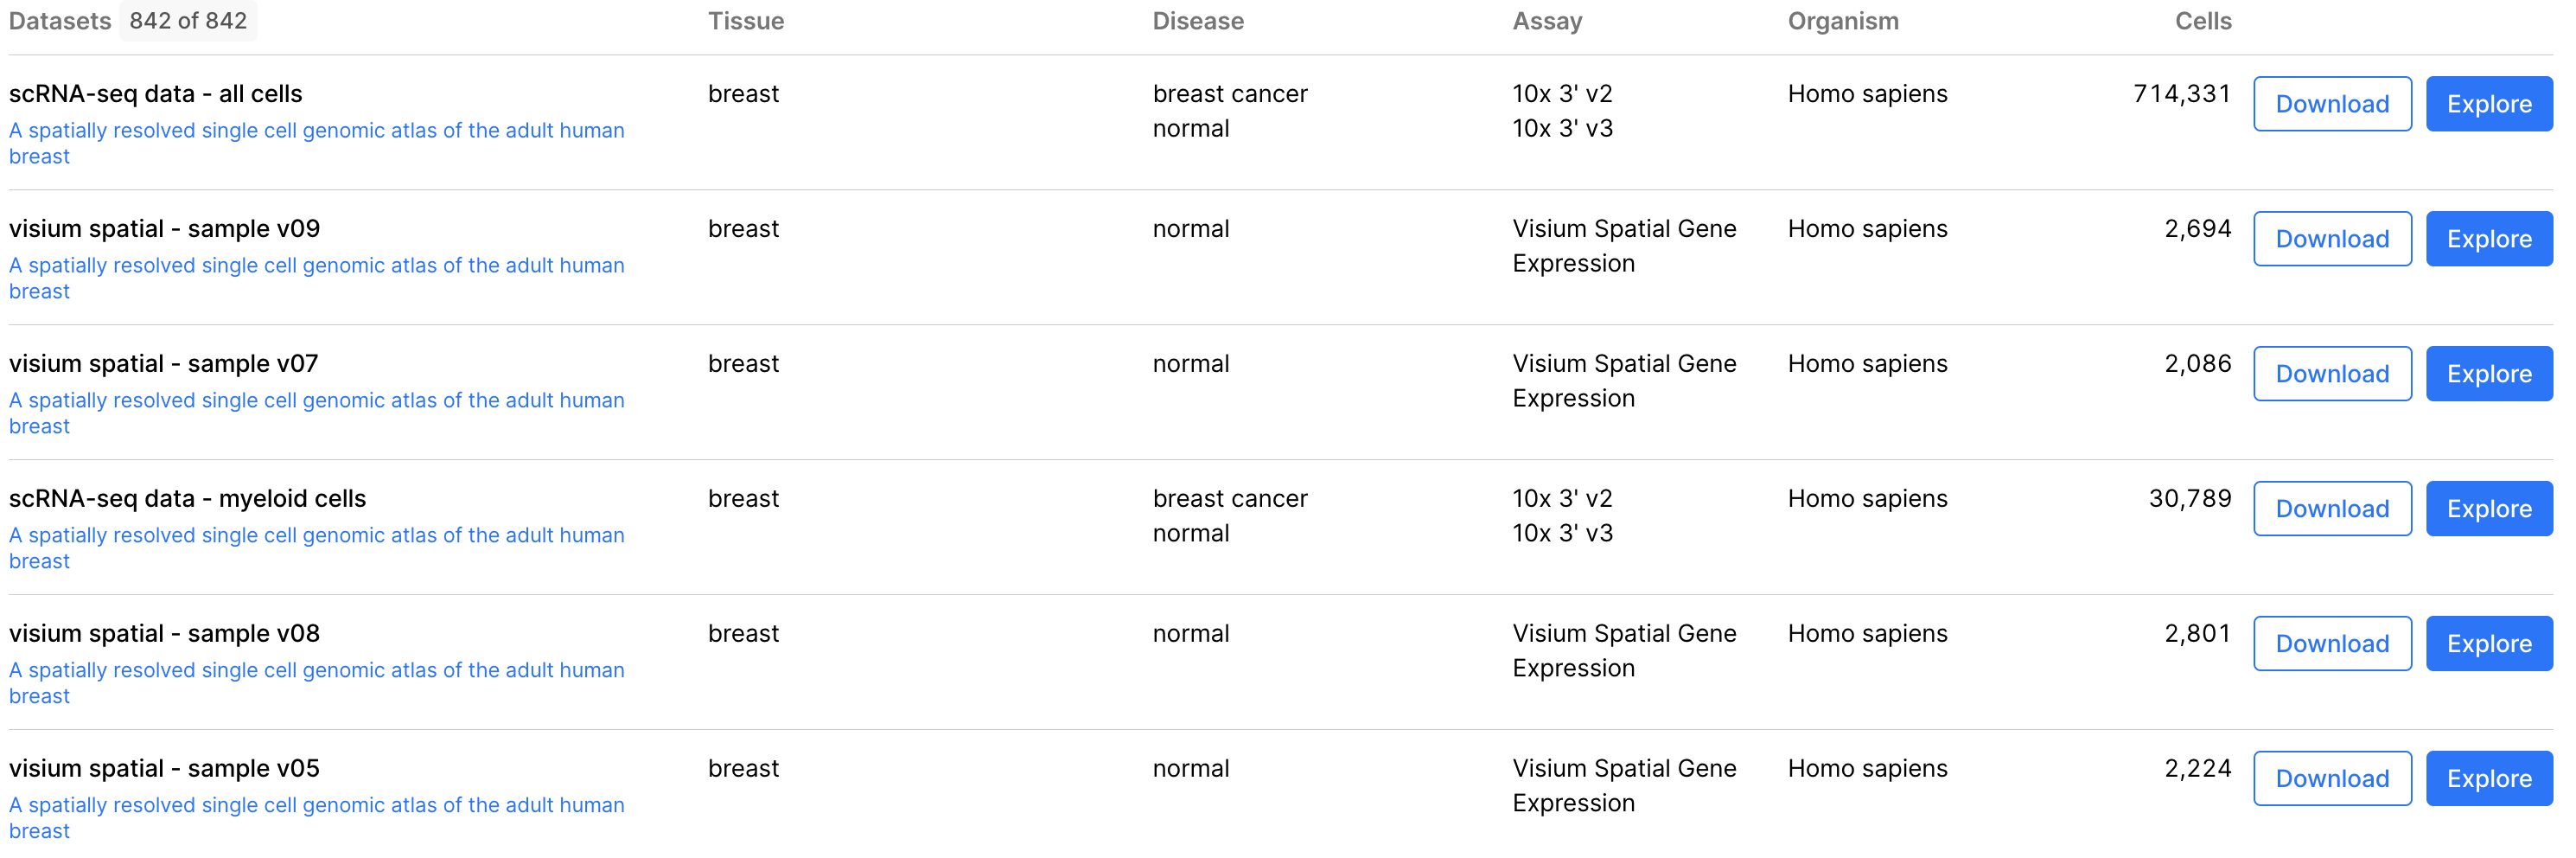 Datasets 842 of 842 Tissue Disease Assay Organism Cells
scRNA-seq data - all cells breast breast cancer 10x 3' v2 Homo sapiens 714,331 Download Explore
normal 10x 3' v3
A spatially resolved single cell genomic atlas of the adult human
breast
visium spatial - sample v09 breast normal Visium Spatial Gene Homo sapiens 2,694 Download Explore
Expression
A spatially resolved single cell genomic atlas of the adult human
breast
visium spatial - sample v07 breast normal Visium Spatial Gene Homo sapiens 2,086 Download Explore
Expression
A spatially resolved single cell genomic atlas of the adult human
breast
scRNA-seq data - myeloid cells breast breast cancer 10x 3' v2 Homo sapiens 30,789 Download Explore
normal 10x 3' v3
A spatially resolved single cell genomic atlas of the adult human
breast
visium spatial - sample v08 breast normal Visium Spatial Gene Homo sapiens 2,801 Download Explore
Expression
A spatially resolved single cell genomic atlas of the adult human
breast
visium spatial - sample v05 breast normal Visium Spatial Gene Homo sapiens 2,224 Download Explore
Expression
A spatially resolved single cell genomic atlas of the adult human
breast